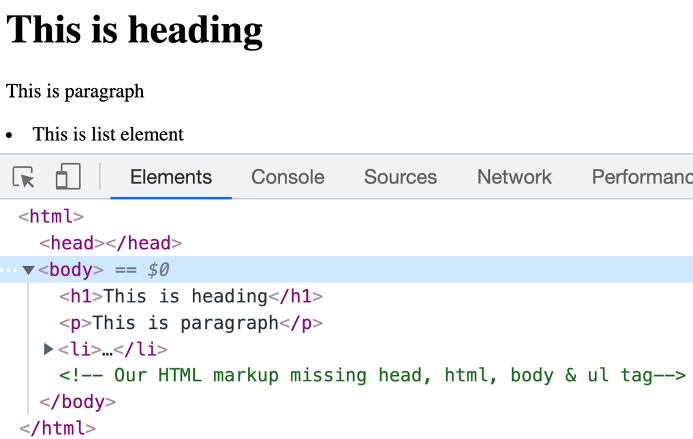 This is heading
This is paragraph
• This is list element
Elements Console Sources Network Performanc
<html>
<head></head>
··· ▼<body> == $0
<h1>This is heading</h1>
<p>This is paragraph</p>
▶<li>…</li>
<!-- Our HTML markup missing head, html, body & ul tag-->
</body>
</html>